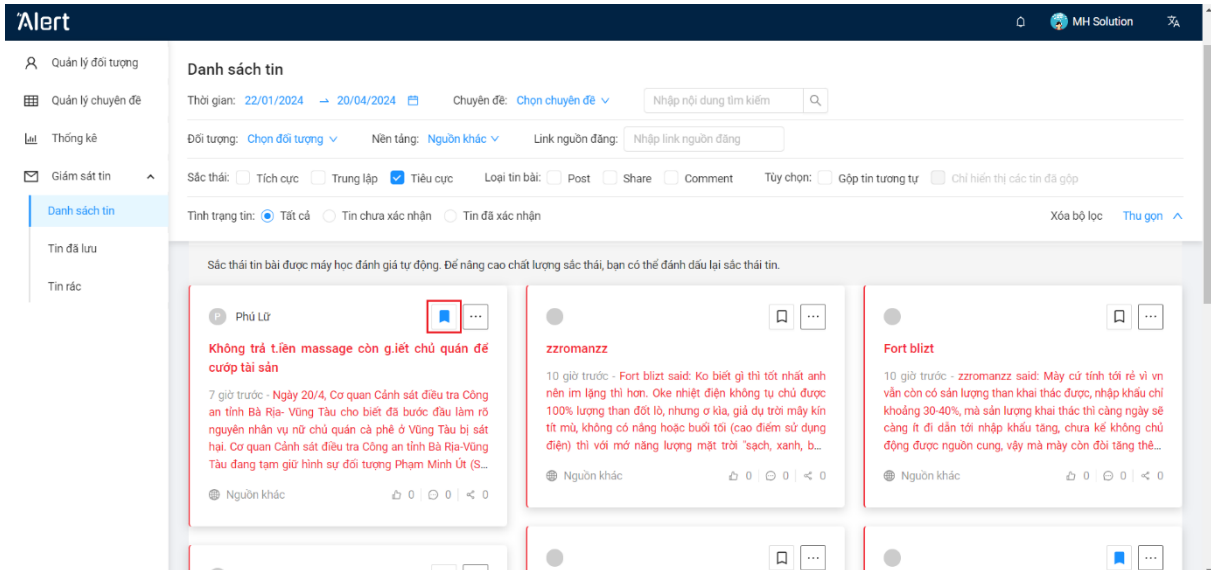 Alert
MH Solution
Quản lý đối tượng
Quản lý chuyên đề
Thống kê
Giám sát tin
Danh sách tin
Tin đã lưu
Tin rác
Danh sách tin
Thời gian: 22/01/2024 → 20/04/2024 Chuyên đề: Chọn chuyên đề Nhập nội dung tìm kiếm
Đối tượng: Chọn đối tượng Nền tảng: Nguồn khác Link nguồn đăng: Nhập link nguồn đăng
Sắc thái: Tích cực Trung lập Tiêu cực Loại tin bài: Post Share Comment Tùy chọn: Gộp tin tương tự Chỉ hiển thị các tin đã gộp
Tình trạng tin: Tất cả Tin chưa xác nhận Tin đã xác nhận Xóa bộ lọc Thu gọn
Sắc thái tin bài được máy học đánh giá tự động. Để nâng cao chất lượng sắc thái, bạn có thể đánh dấu lại sắc thái tin.
P Phú Lữ
Không trả t.iền massage còn g.iết chủ quán để
cướp tài sản
7 giờ trước - Ngày 20/4, Cơ quan Cảnh sát điều tra Công
an tỉnh Bà Rịa- Vũng Tàu cho biết đã bước đầu làm rõ
nguyên nhân vụ nữ chủ quán cà phê ở Vũng Tàu bị sát
hại. Cơ quan Cảnh sát điều tra Công an tỉnh Bà Rịa-Vũng
Tàu đang tạm giữ hình sự đối tượng Phạm Minh Út (S...
Nguồn khác 0 0 0
zzromanzz
10 giờ trước - Fort blizt said: Ko biết gì thì tốt nhất anh
nên im lặng thì hơn. Oke nhiệt điện không tụ chủ được
100% lượng than đốt lò, nhưng ơ kìa, giả dụ trời mây kín
tít mù, không có nắng hoặc buổi tối (cao điểm sử dụng
điện) thì với mớ năng lượng mặt trời "sạch, xanh, b...
Nguồn khác 0 0 0
Fort blizt
10 giờ trước - zzromanzz said: Mày cứ tính tới rẻ vì vn
vẫn còn có sản lượng than khai thác được, nhập khẩu chỉ
khoảng 30-40%, mà sản lượng khai thác thì càng ngày sẽ
càng ít đi dẫn tới nhập khẩu tăng, chưa kể không chủ
động được nguồn cung, vậy mà mày còn đòi tăng thê...
Nguồn khác 0 0 0